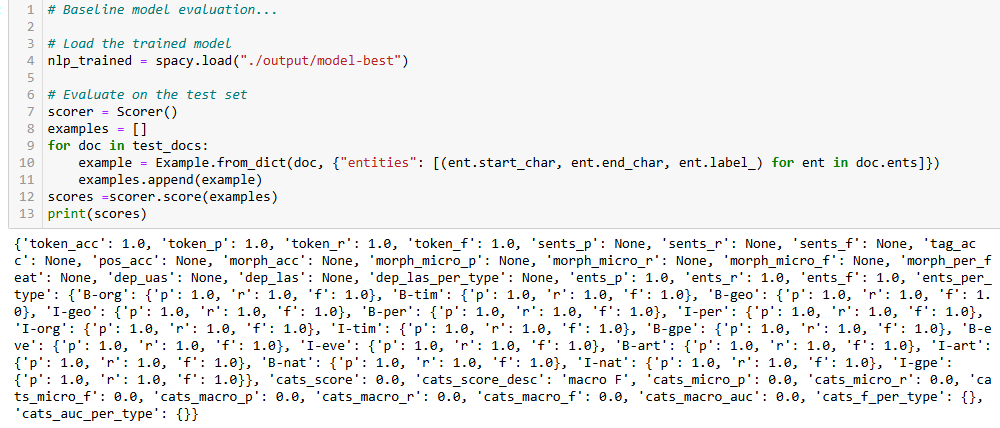 1 # Baseline model evaluation...
2
3 # Load the trained model
4 nlp_trained = spacy.load("./output/model-best")
5
6 # Evaluate on the test set
7 scorer = Scorer()
8 examples = []
9 for doc in test_docs:
10 example = Example.from_dict(doc, {"entities": [(ent.start_char, ent.end_char, ent.label_) for ent in doc.ents]})
11 examples.append(example)
12 scores =scorer.score(examples)
13 print(scores)
{'token_acc': 1.0, 'token_p': 1.0, 'token_r': 1.0, 'token_f': 1.0, 'sents_p': None, 'sents_r': None, 'sents_f': None, 'tag_ac
c': None, 'pos_acc': None, 'morph_acc': None, 'morph_micro_p': None, 'morph_micro_r': None, 'morph_micro_f': None, 'morph_per_f
eat': None, 'dep_uas': None, 'dep_las': None, 'dep_las_per_type': None, 'ents_p': 1.0, 'ents_r': 1.0, 'ents_f': 1.0, 'ents_per_
type': {'B-org': {'p': 1.0, 'r': 1.0, 'f': 1.0}, 'B-tim': {'p': 1.0, 'r': 1.0, 'f': 1.0}, 'B-geo': {'p': 1.0, 'r': 1.0, 'f': 1.
0}, 'I-geo': {'p': 1.0, 'r': 1.0, 'f': 1.0}, 'B-per': {'p': 1.0, 'r': 1.0, 'f': 1.0}, 'I-per': {'p': 1.0, 'r': 1.0, 'f': 1.0},
'I-org': {'p': 1.0, 'r': 1.0, 'f': 1.0}, 'I-tim': {'p': 1.0, 'r': 1.0, 'f': 1.0}, 'B-gpe': {'p': 1.0, 'r': 1.0, 'f': 1.0}, 'B-e
ve': {'p': 1.0, 'r': 1.0, 'f': 1.0}, 'I-eve': {'p': 1.0, 'r': 1.0, 'f': 1.0}, 'B-art': {'p': 1.0, 'r': 1.0, 'f': 1.0}, 'I-art':
{'p': 1.0, 'r': 1.0, 'f': 1.0}, 'B-nat': {'p': 1.0, 'r': 1.0, 'f': 1.0}, 'I-nat': {'p': 1.0, 'r': 1.0, 'f': 1.0}, 'I-gpe':
{'p': 1.0, 'r': 1.0, 'f': 1.0}}, 'cats_score': 0.0, 'cats_score_desc': 'macro F', 'cats_micro_p': 0.0, 'cats_micro_r': 0.0, 'ca
ts_micro_f': 0.0, 'cats_macro_p': 0.0, 'cats_macro_r': 0.0, 'cats_macro_f': 0.0, 'cats_macro_auc': 0.0, 'cats_f_per_type': {},
'cats_auc_per_type': {}}